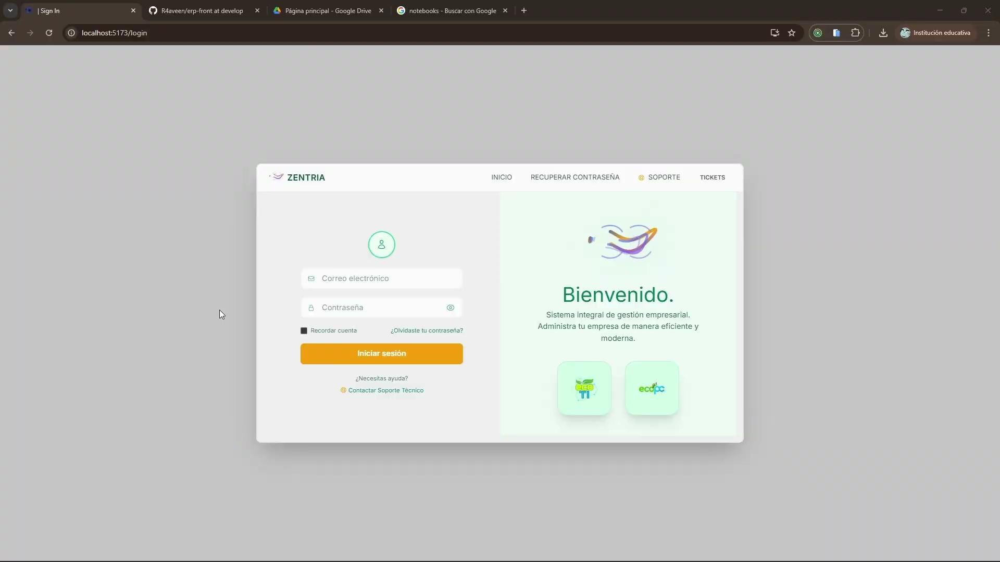 | Sign In
R4aveen/erp-front at develop
Página principal - Google Drive
notebooks - Buscar con Google
localhost:5173/login
Institución educativa
ZENTRIA
INICIO
RECUPERAR CONTRASEÑA
SOPORTE
TICKETS
Correo electrónico
Contraseña
Recordar cuenta
¿Olvidaste tu contraseña?
Iniciar sesión
¿Necesitas ayuda?
Contactar Soporte Técnico
Bienvenido.
Sistema integral de gestión empresarial.
Administra tu empresa de manera eficiente y
moderna.
eco
TI
ecopc